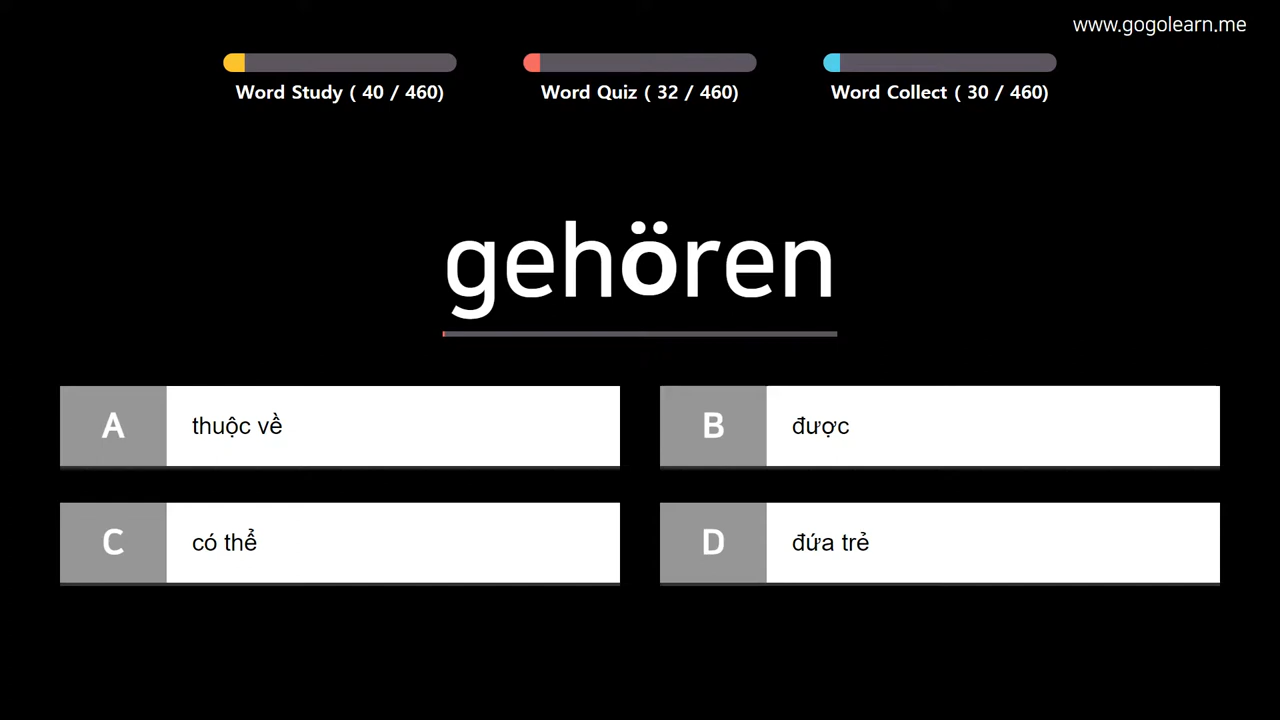 www.gogolearn.me
Word Study ( 40 / 460)
Word Quiz ( 32 / 460)
Word Collect ( 30 / 460)
gehören
A thuộc về
B được
C có thể
D đứa trẻ